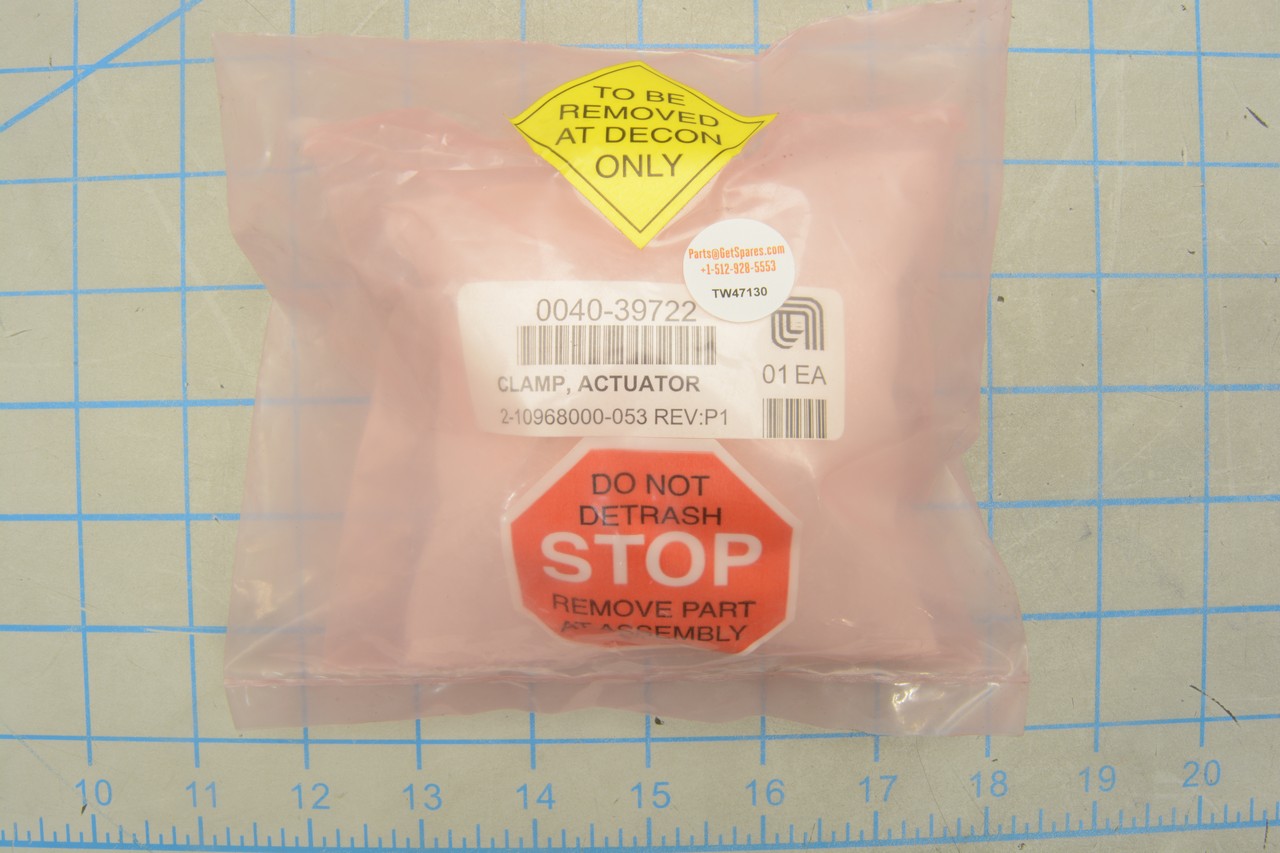 TO BE
REMOVED
AT DECON
ONLY
Parts@GetSpares.com
+1-512-928-5553
TW47130
0040-39722
01 EA
CLAMP, ACTUATOR
2-10968000-053 REV:P1
DO NOT
DETRASH
STOP
REMOVE PART
AT ASSEMBLY
10 11 12 13 14 15 16 17 18 19 20